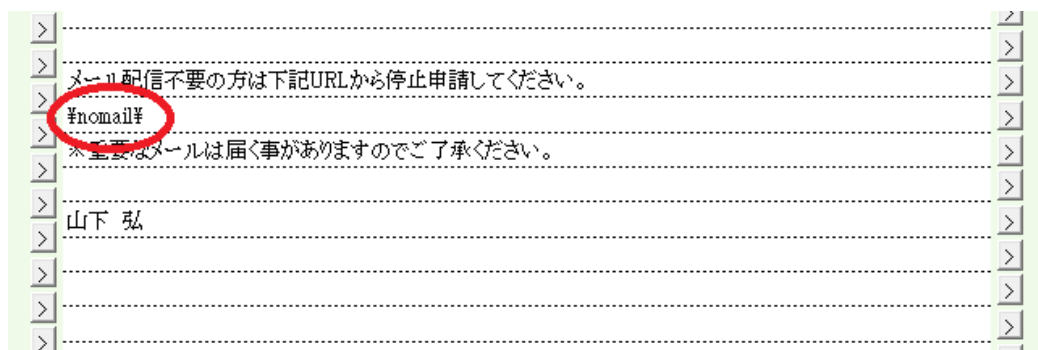 メール配信不要の方は下記URLから停止申請してください。
¥nomail¥
※重要なメールは届く事がありますのでご了承ください。
山下 弘